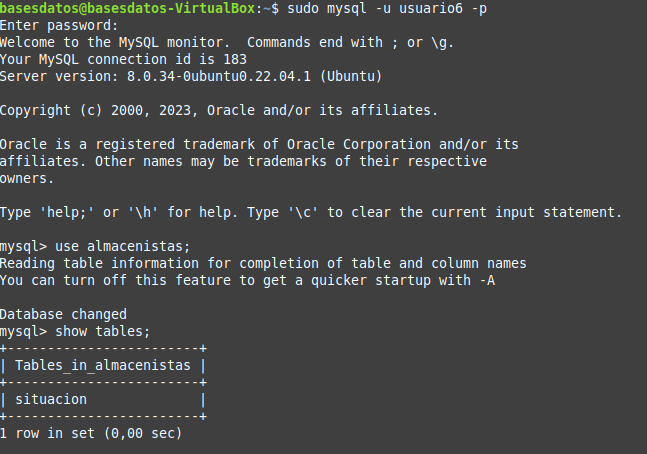 basesdatos@basesdatos-VirtualBox:~$ sudo mysql -u usuario6 -p
Enter password:
Welcome to the MySQL monitor.  Commands end with ; or \g.
Your MySQL connection id is 183
Server version: 8.0.34-0ubuntu0.22.04.1 (Ubuntu)

Copyright (c) 2000, 2023, Oracle and/or its affiliates.

Oracle is a registered trademark of Oracle Corporation and/or its
affiliates. Other names may be trademarks of their respective
owners.

Type 'help;' or '\h' for help. Type '\c' to clear the current input statement.

mysql> use almacenistas;
Reading table information for completion of table and column names
You can turn off this feature to get a quicker startup with -A

Database changed
mysql> show tables;
+------------------------+
| Tables_in_almacenistas |
+------------------------+
| situacion              |
+------------------------+
1 row in set (0,00 sec)